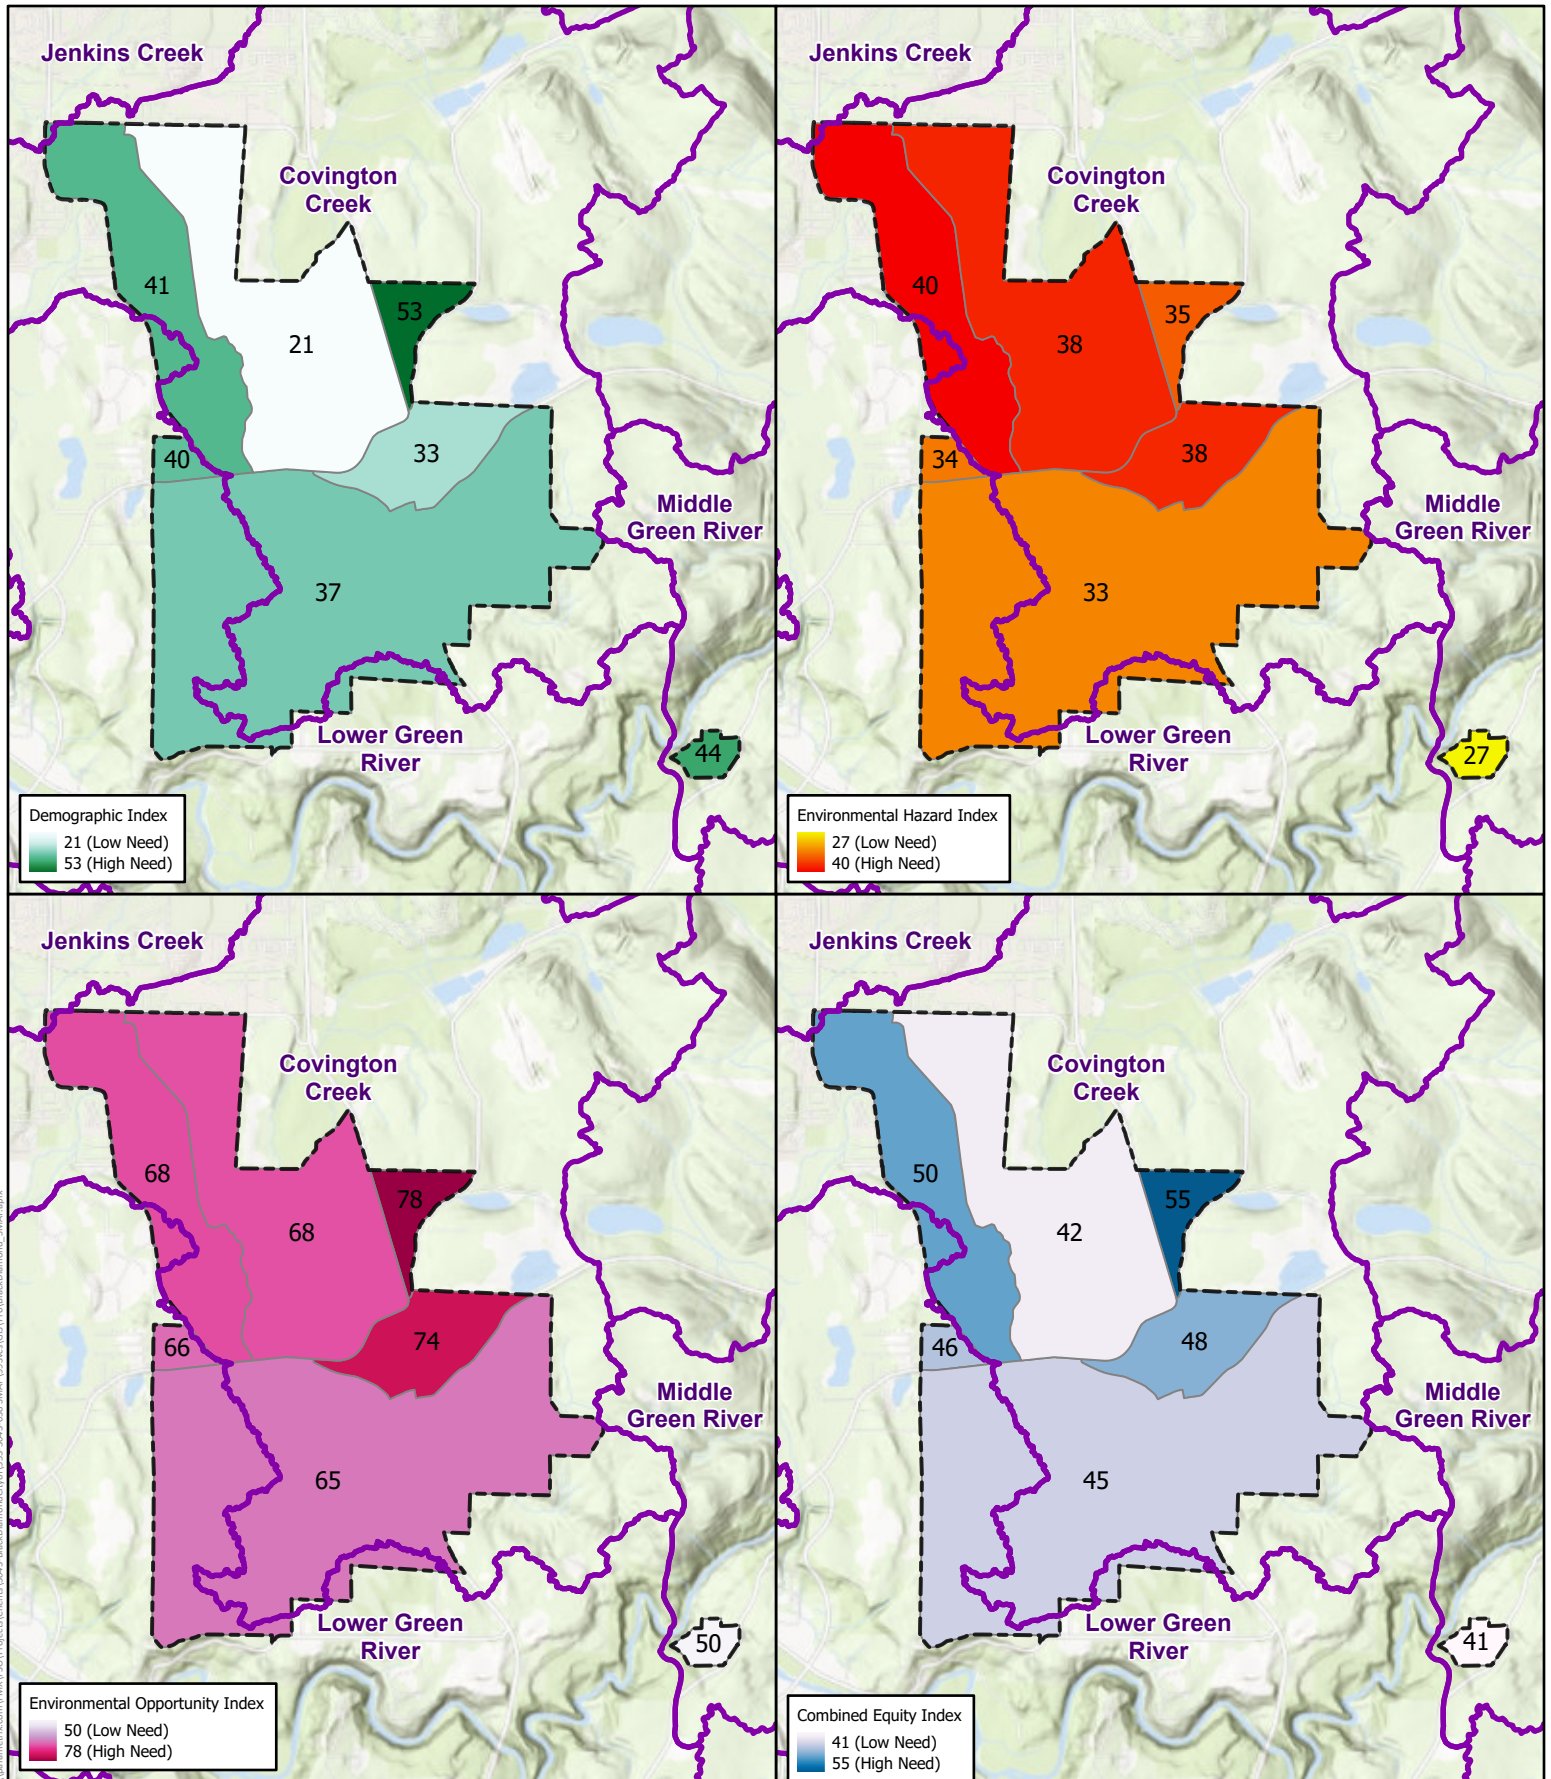 Jenkins Creek
Covington
Creek
41
53
21
33
40
Middle
Green River
37
Lower Green
River
44
Demographic Index
21 (Low Need)
53 (High Need)
Jenkins Creek
Covington
Creek
40
35
38
38
34
Middle
Green River
33
Lower Green
River
27
Environmental Hazard Index
27 (Low Need)
40 (High Need)
Jenkins Creek
Covington
Creek
68
78
68
74
66
Middle
Green River
65
Lower Green
River
50
Environmental Opportunity Index
50 (Low Need)
78 (High Need)
Jenkins Creek
Covington
Creek
50
55
42
48
46
Middle
Green River
45
Lower Green
River
41
Combined Equity Index
41 (Low Need)
55 (High Need)